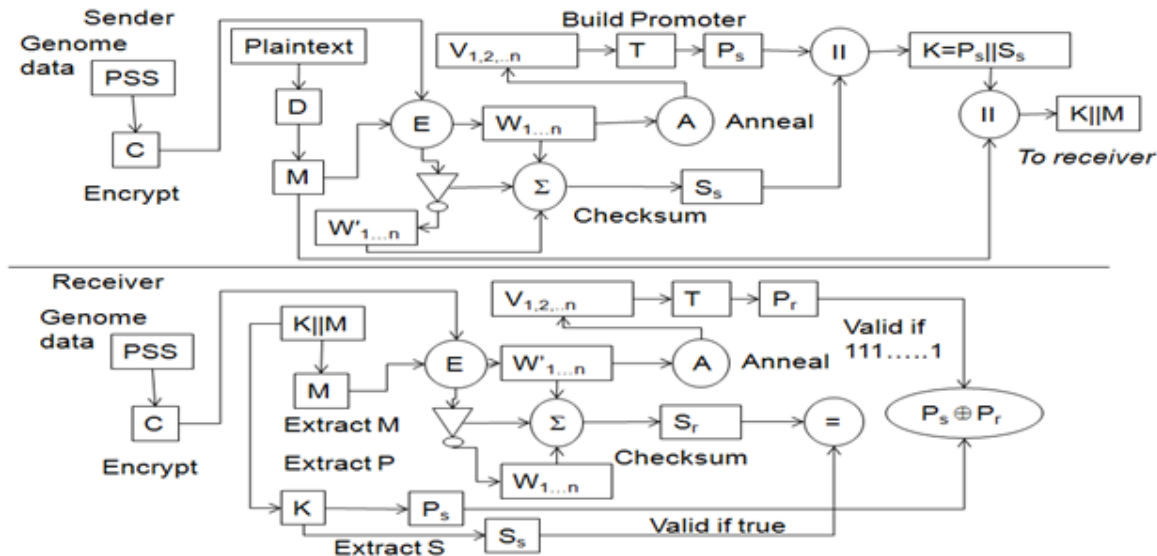 Sender
Genome
data
PSS
C
Encrypt
Plaintext
D
M
E
Build Promoter
V₁,₂,..ₙ
T
Pₛ
II
K=Pₛ||Sₛ
W₁...ₙ
A
Anneal
II
K||M
To receiver
Σ
Sₛ
Checksum
W'₁...ₙ
Receiver
Genome
data
PSS
C
Encrypt
K||M
M
Extract M
Extract P
E
V₁,₂,..ₙ
T
Pᵣ
Valid if
111.....1
W'₁...ₙ
A
Anneal
Σ
Sᵣ
=
Pₛ ⊕ Pᵣ
Checksum
W₁...ₙ
K
Pₛ
Extract S
Sₛ
Valid if true